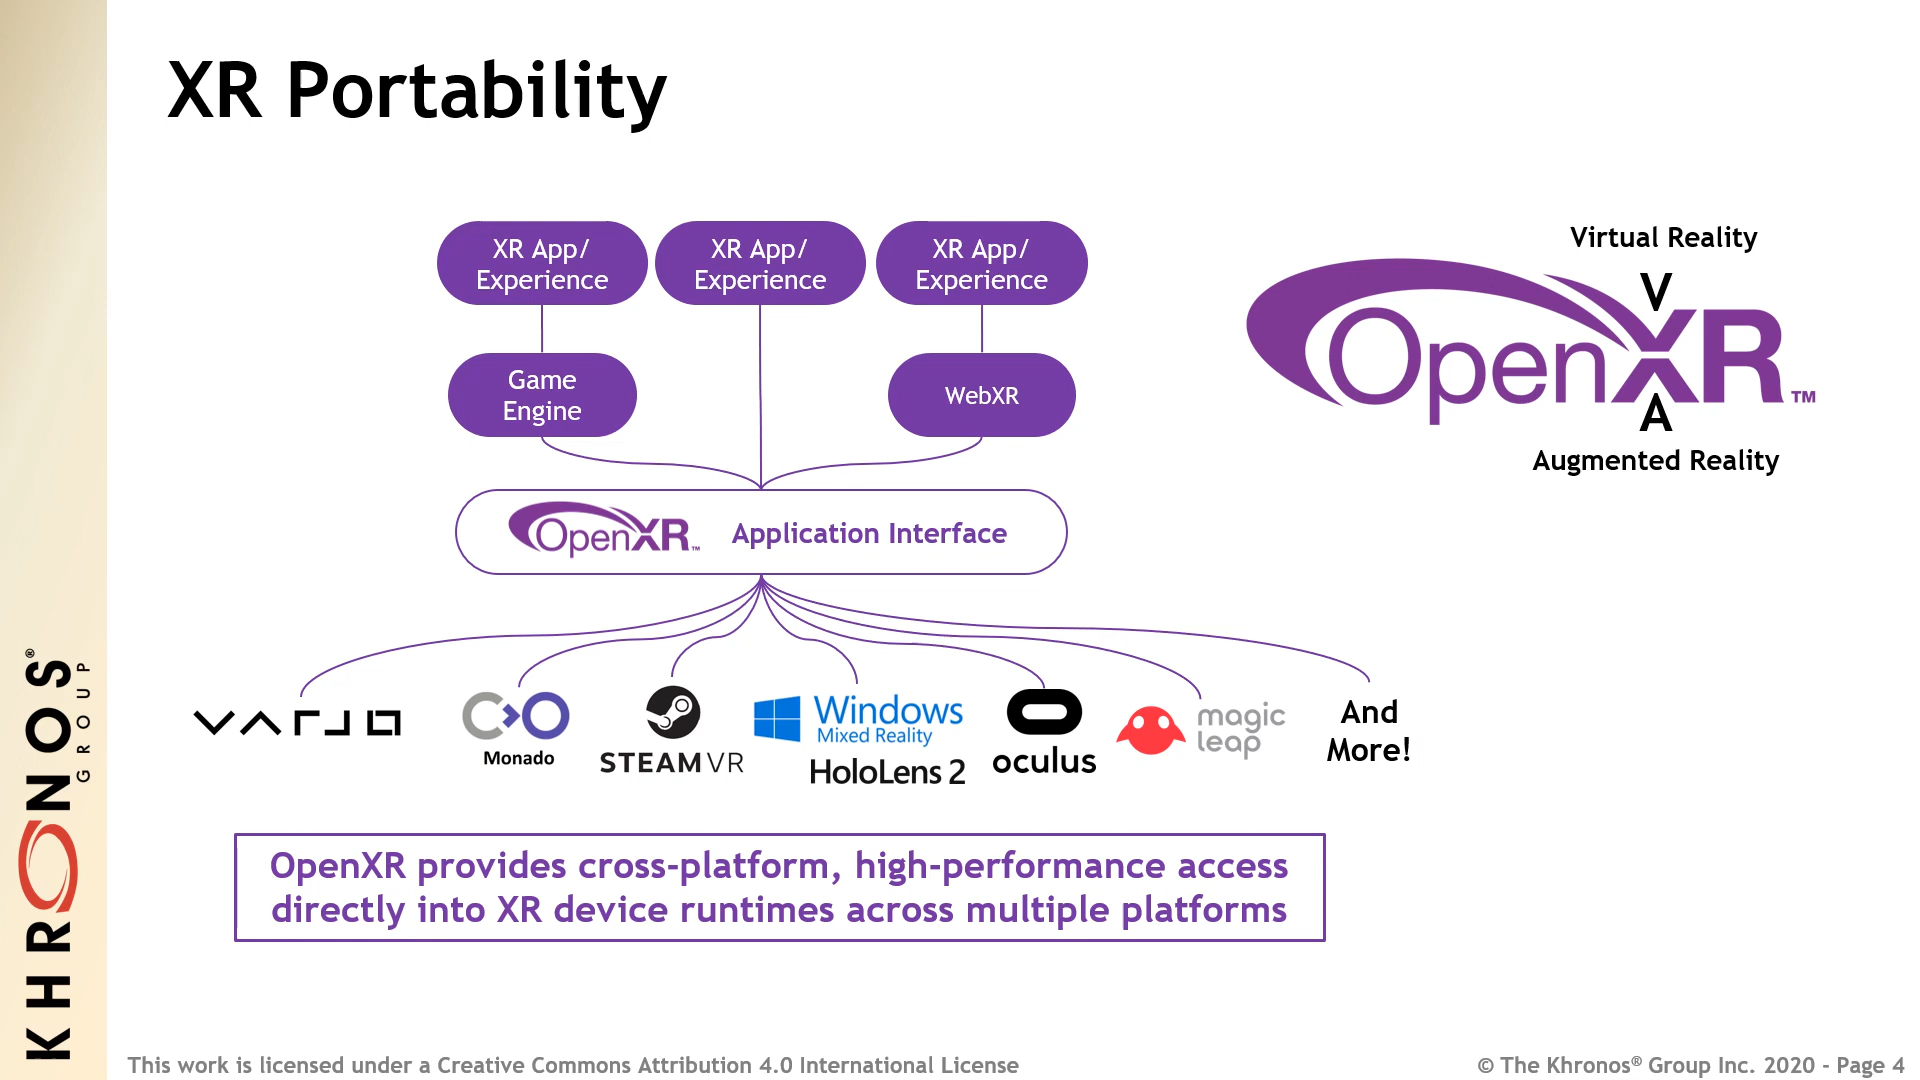 XR Portability
XR App/
Experience
XR App/
Experience
XR App/
Experience
Game
Engine
WebXR
Virtual Reality
V
OpenXR™
A
Augmented Reality
OpenXR™ Application Interface
VARJO
Monado
STEAMVR
Windows
Mixed Reality
HoloLens 2
oculus
magic
leap
And
More!
OpenXR provides cross-platform, high-performance access
directly into XR device runtimes across multiple platforms
KHRONOS®
GROUP
This work is licensed under a Creative Commons Attribution 4.0 International License
© The Khronos® Group Inc. 2020 - Page 4